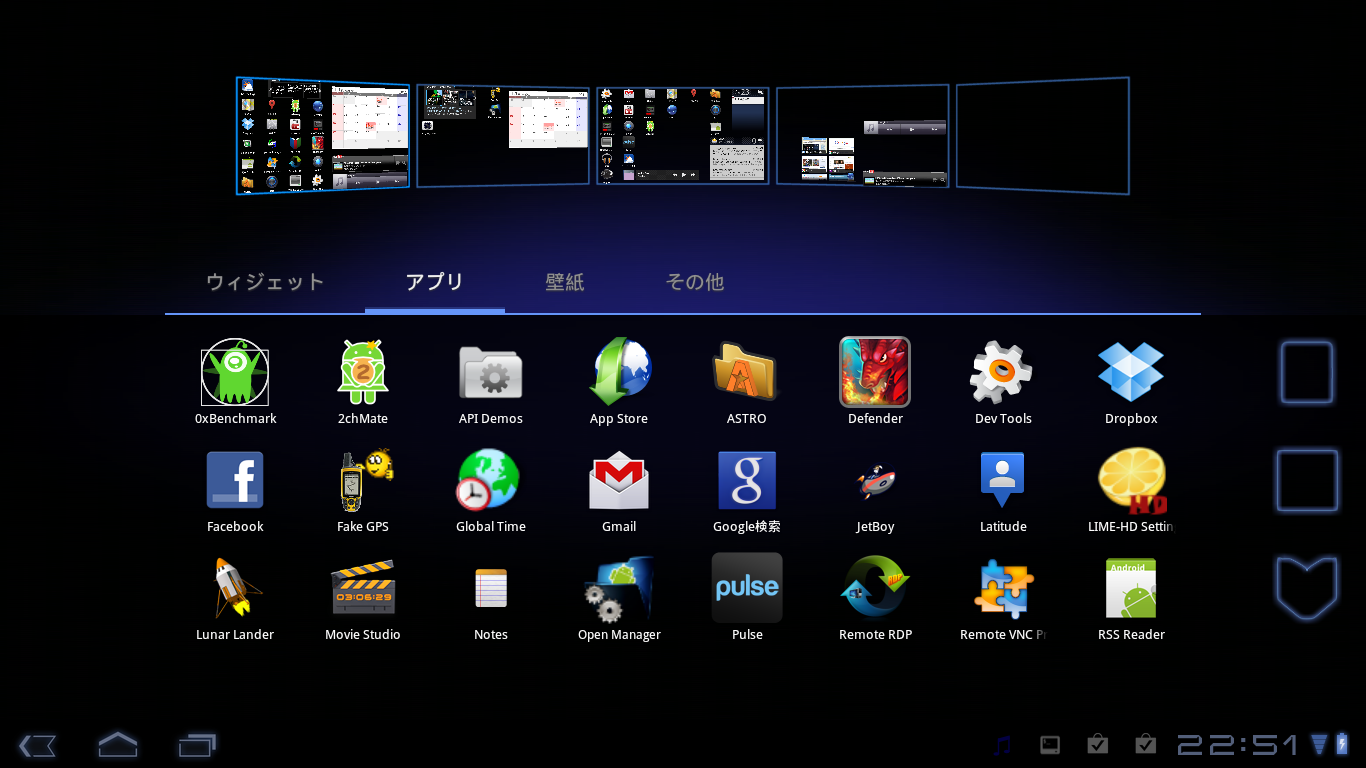 ウィジェット アプリ 壁紙 その他
0xBenchmark 2chMate API Demos App Store ASTRO Defender Dev Tools Dropbox
Facebook Fake GPS Global Time Gmail Google検索 JetBoy Latitude LIME-HD Settin
03:06:29 pulse RDP Android
Lunar Lander Movie Studio Notes Open Manager Pulse Remote RDP Remote VNC Pr RSS Reader
22:51